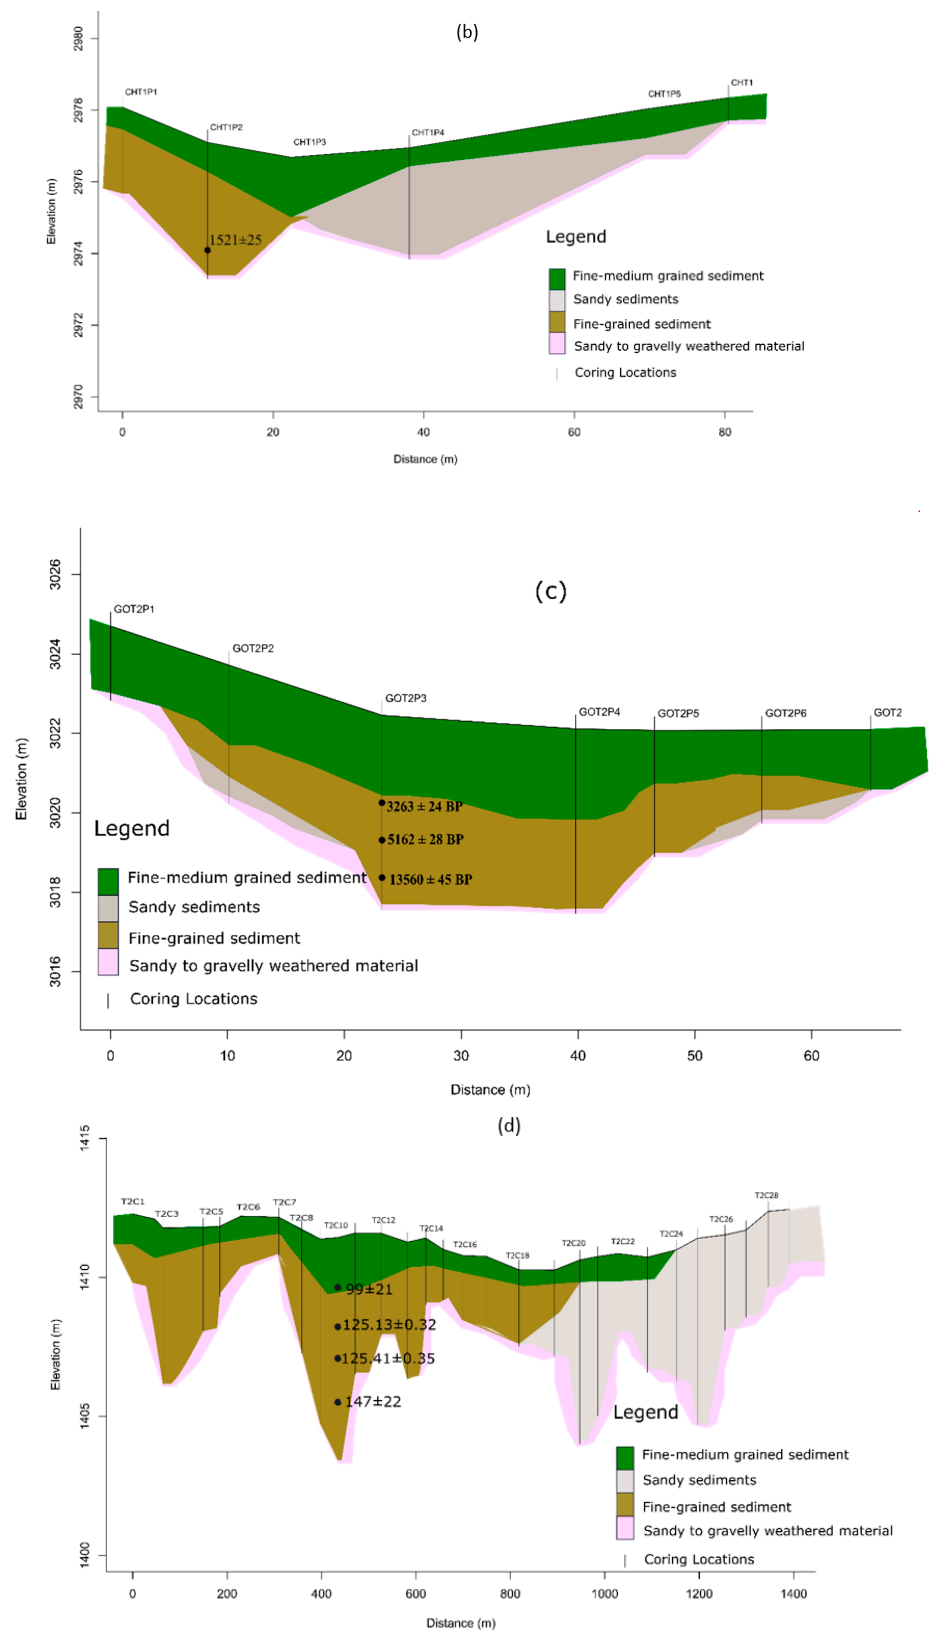 (b)
2980
2978
2976
2974
2972
2970
Elevation (m)
CHT1P1
CHT1P2
CHT1P3
CHT1P4
CHT1P5
CHT1
1521±25
Legend
Fine-medium grained sediment
Sandy sediments
Fine-grained sediment
Sandy to gravelly weathered material
Coring Locations
0 20 40 60 80
Distance (m)
(c)
3026
3024
3022
3020
3018
3016
Elevation (m)
GOT2P1
GOT2P2
GOT2P3
GOT2P4
GOT2P5
GOT2P6
GOT2
3263 ± 24 BP
5162 ± 28 BP
13560 ± 45 BP
Legend
Fine-medium grained sediment
Sandy sediments
Fine-grained sediment
Sandy to gravelly weathered material
Coring Locations
0 10 20 30 40 50 60
Distance (m)
(d)
1415
1410
1405
1400
Elevation (m)
T2C1
T2C3
T2C5
T2C6
T2C7
T2C8
T2C10
T2C12
T2C14
T2C16
T2C18
T2C20
T2C22
T2C24
T2C26
T2C28
99±21
125.13±0.32
125.41±0.35
147±22
Legend
Fine-medium grained sediment
Sandy sediments
Fine-grained sediment
Sandy to gravelly weathered material
Coring Locations
0 200 400 600 800 1000 1200 1400
Distance (m)